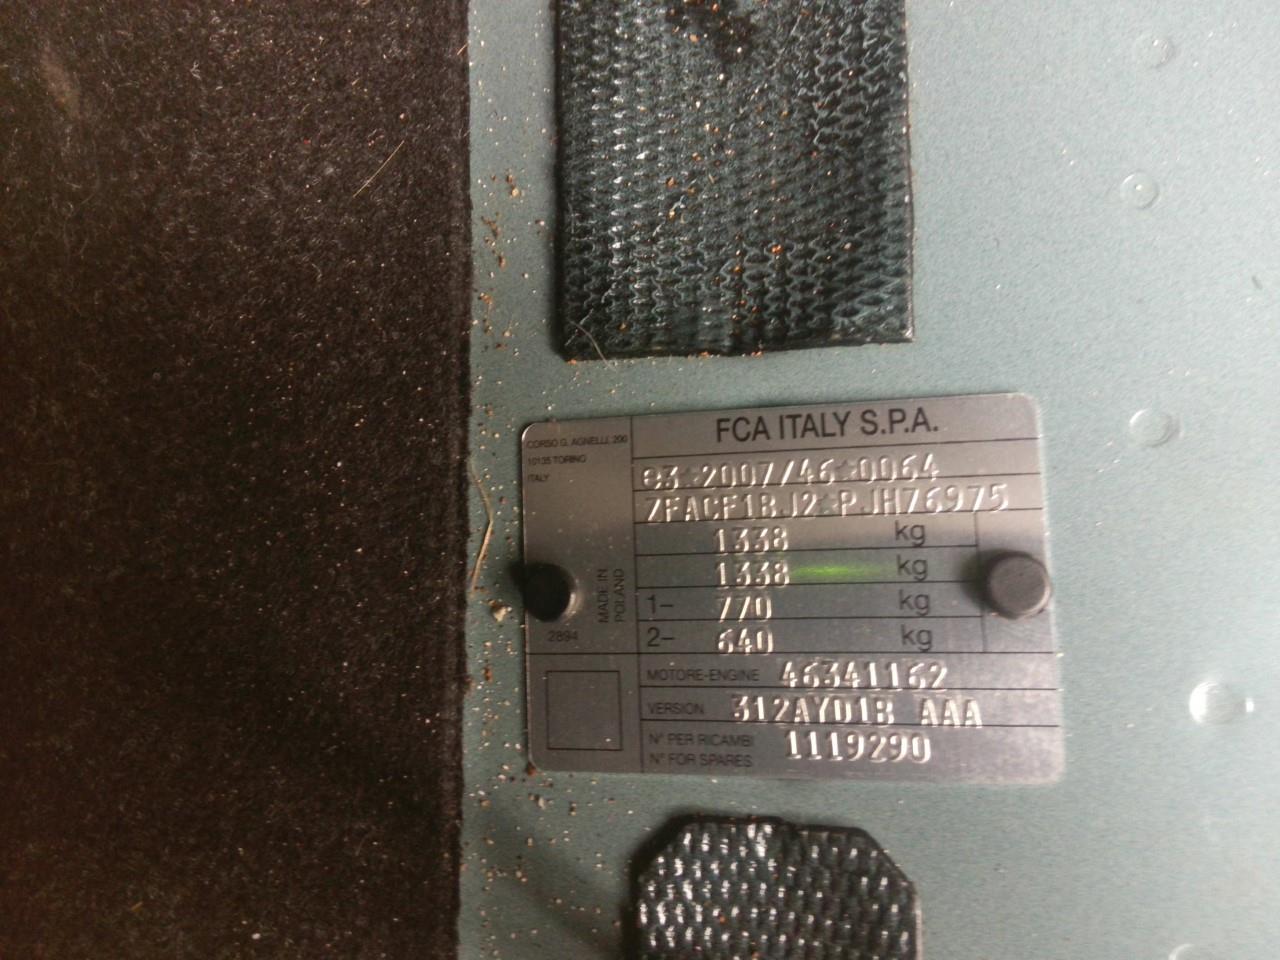 FCA ITALY S.P.A.
CORSO G. AGNELLI, 200
10135 TORINO
ITALY
e3*2007/46*0064
7FACF1RJ2*PJH76975
1338 kg
1338 kg
1- 770 kg
2- 640 kg
MADE IN
POLAND
2894
MOTORE-ENGINE 46341162
VERSION 312AYD1B AAA
N° PER RICAMBI
N° FOR SPARES
1119290